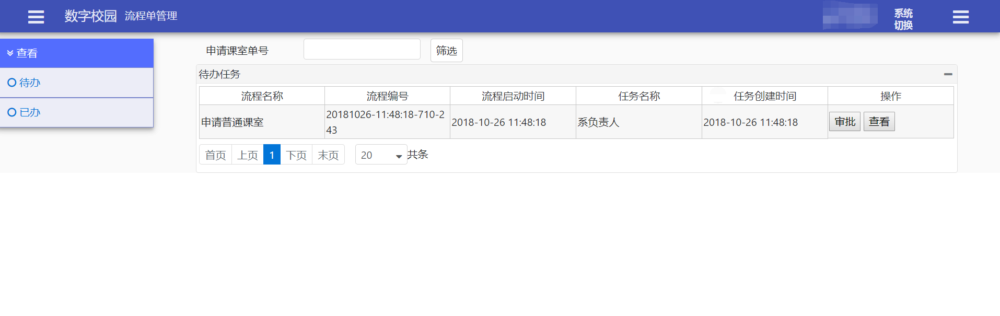 数字校园 流程单管理 系统
切换
查看
待办
已办
申请课室单号 筛选
待办任务
流程名称 流程编号 流程启动时间 任务名称 任务创建时间 操作
申请普通课室 20181026-11:48:18-710-2
43 2018-10-26 11:48:18 系负责人 2018-10-26 11:48:18 审批 查看
首页 上页 1 下页 末页 20 共条